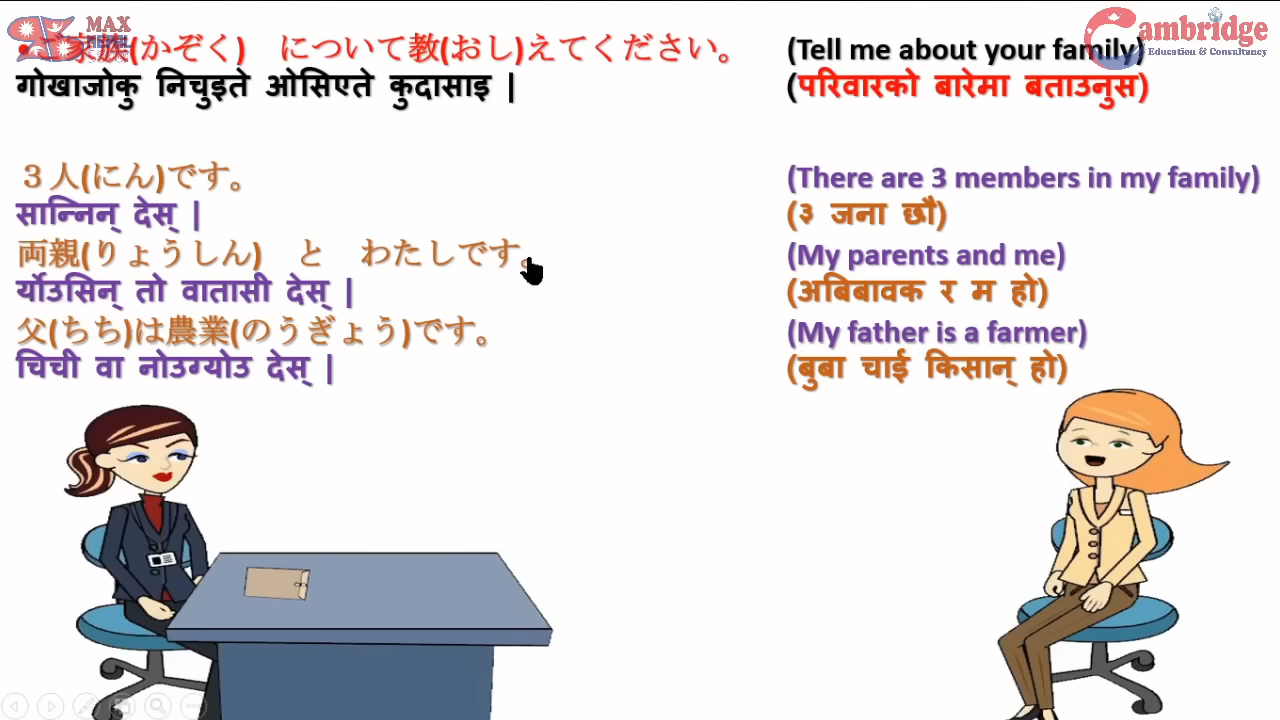 MAX
NEPAL
Cambridge
Education & Consultancy
•ご家族(かぞく) について教(おし)えてください。
(Tell me about your family)
गोखाजोकु निचुइते ओसिएते कुदासाइ |
(परिवारको बारेमा बताउनुस)
３人(にん)です。
(There are 3 members in my family)
सान्निन् देस् |
(३ जना छौ)
両親(りょうしん) と わたしです。
(My parents and me)
र्योउसिन् तो वातासी देस् |
(अबिबावक र म हो)
父(ちち)は農業(のうぎょう)です。
(My father is a farmer)
चिची वा नोउग्योउ देस् |
(बुबा चाई किसान् हो)